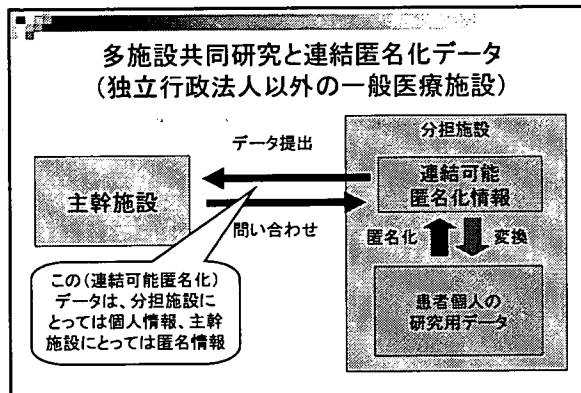 多施設共同研究と連結匿名化データ
(独立行政法人以外の一般医療施設)
データ提出
分担施設
主幹施設
連結可能
匿名化情報
問い合わせ
匿名化
変換
この(連結可能匿名化)
データは、分担施設に
とっては個人情報、主幹
施設にとっては匿名情報
患者個人の
研究用データ